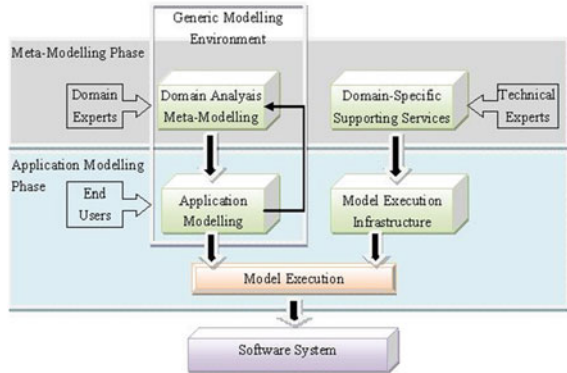 Generic Modelling
Environment
Meta-Modelling Phase
Domain
Experts
Domain Analysis
Meta-Modelling
Domain-Specific
Supporting Services
Technical
Experts
Application Modelling
Phase
End
Users
Application
Modelling
Model Execution
Infrastructure
Model Execution
Software System